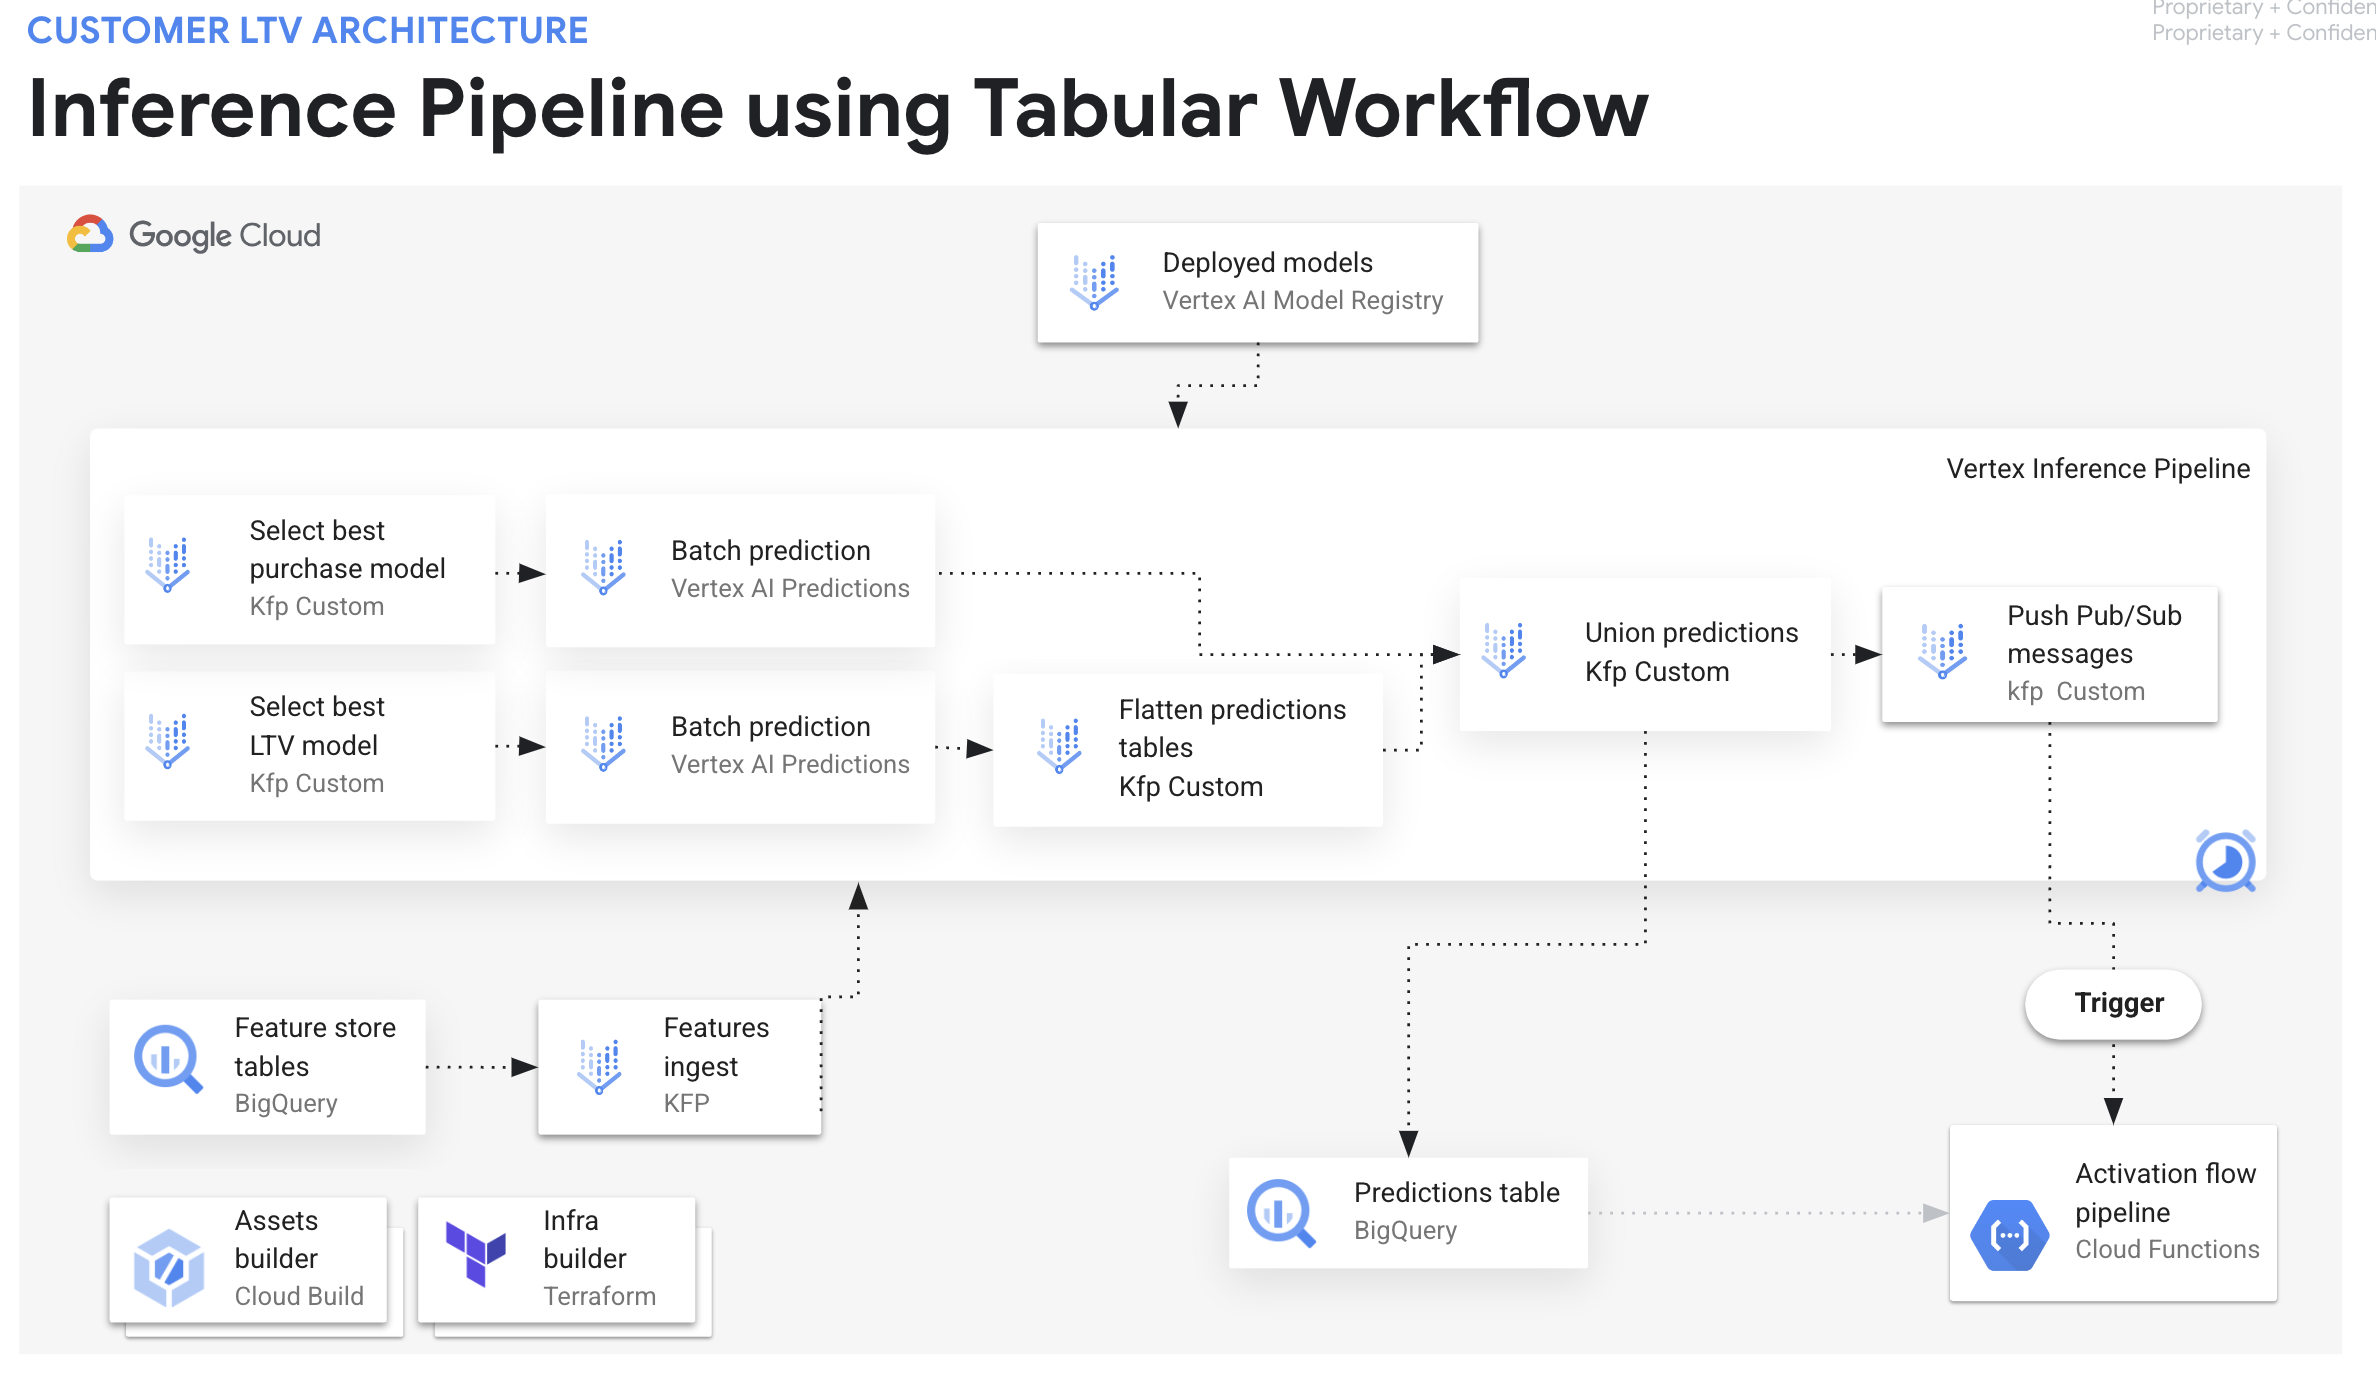 CUSTOMER LTV ARCHITECTURE
Proprietary + Confiden
Proprietary + Confiden
Inference Pipeline using Tabular Workflow
Google Cloud
Deployed models
Vertex AI Model Registry
Vertex Inference Pipeline
Select best
purchase model
Kfp Custom
Batch prediction
Vertex AI Predictions
Select best
LTV model
Kfp Custom
Batch prediction
Vertex AI Predictions
Flatten predictions
tables
Kfp Custom
Union predictions
Kfp Custom
Push Pub/Sub
messages
kfp Custom
Feature store
tables
BigQuery
Features
ingest
KFP
Trigger
Assets
builder
Cloud Build
Infra
builder
Terraform
Predictions table
BigQuery
Activation flow
pipeline
Cloud Functions